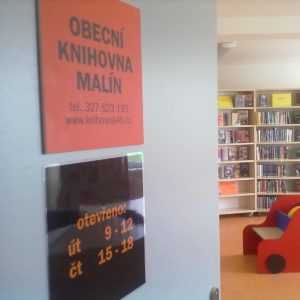 OBECNÍ
KNIHOVNA
MALÍN
tel. 327 523 193
www.knihovna-kh.cz
otevřeno:
út 9 - 12
čt 15 - 18